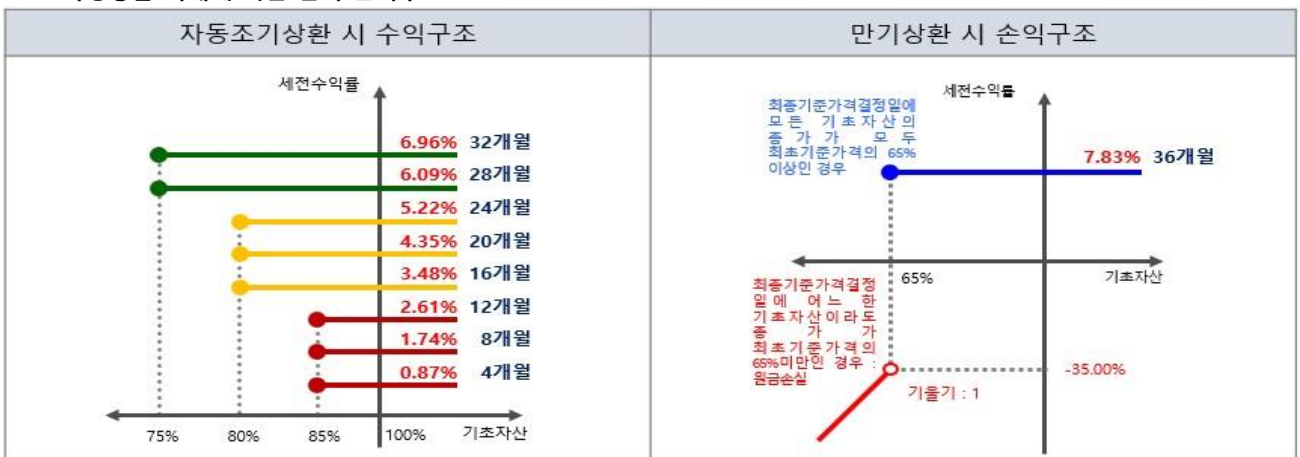 자동조기상환 시 수익구조
만기상환 시 손익구조
세전수익률
6.96% 32개월
6.09% 28개월
5.22% 24개월
4.35% 20개월
3.48% 16개월
2.61% 12개월
1.74% 8개월
0.87% 4개월
75% 80% 85% 100% 기초자산
세전수익률
최종기준가격결정일에
모든 기초자산의
종가가 모두
최초기준가격의 65%
이상인 경우
7.83% 36개월
65% 기초자산
최종기준가격결정
일에 어느 한
기초자산이라도
종가가
최초기준가격의
65%미만인 경우 :
원금손실
-35.00%
기울기 : 1